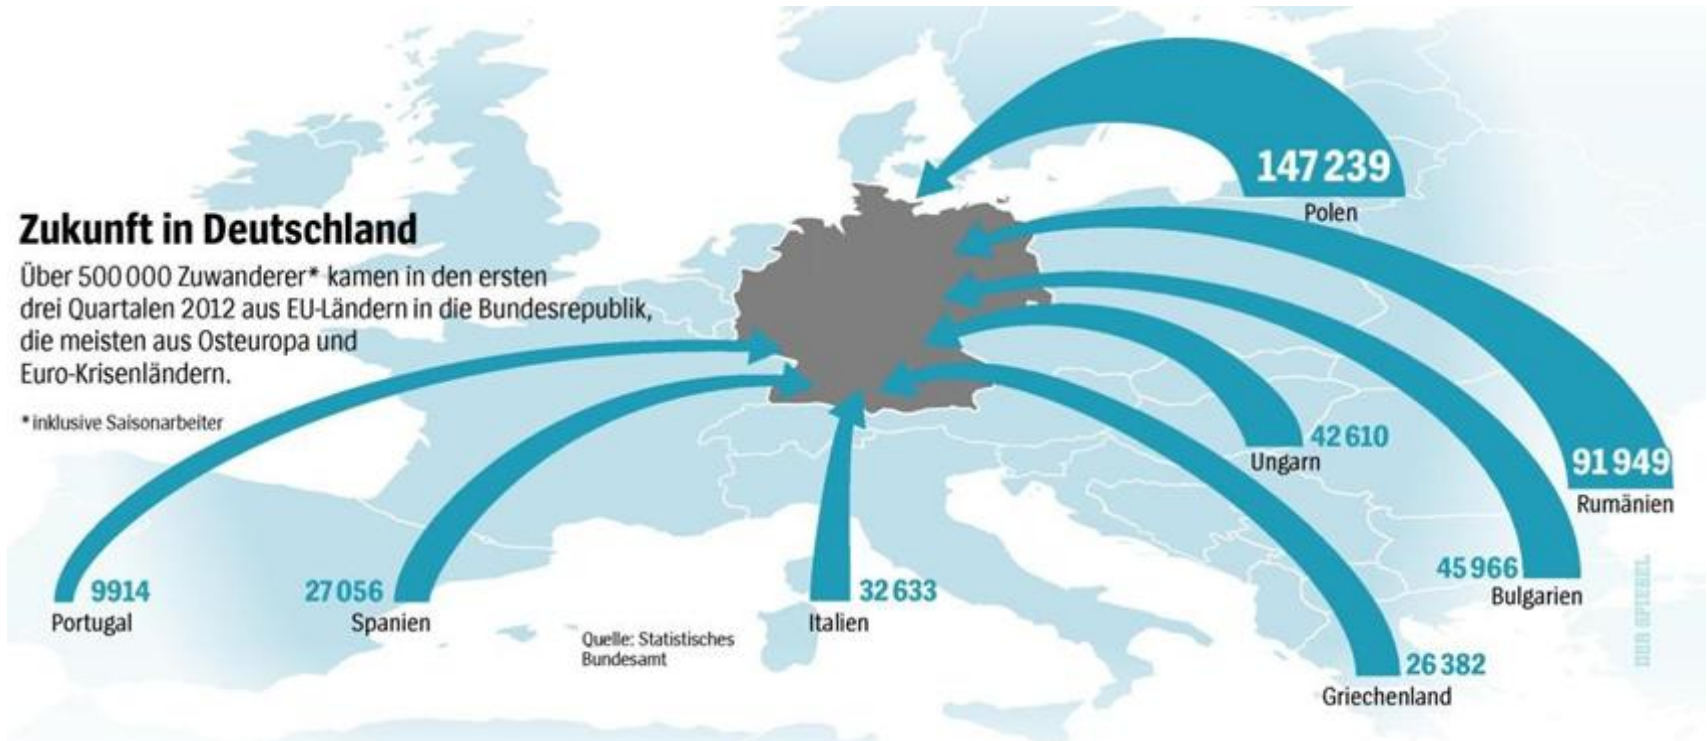 Zukunft in Deutschland
Über 500 000 Zuwanderer* kamen in den ersten
drei Quartalen 2012 aus EU-Ländern in die Bundesrepublik,
die meisten aus Osteuropa und
Euro-Krisenländern.
* inklusive Saisonarbeiter
147 239
Polen
91 949
Rumänien
45 966
Bulgarien
42 610
Ungarn
26 382
Griechenland
32 633
Italien
27 056
Spanien
9914
Portugal
Quelle: Statistisches
Bundesamt
DER SPIEGEL